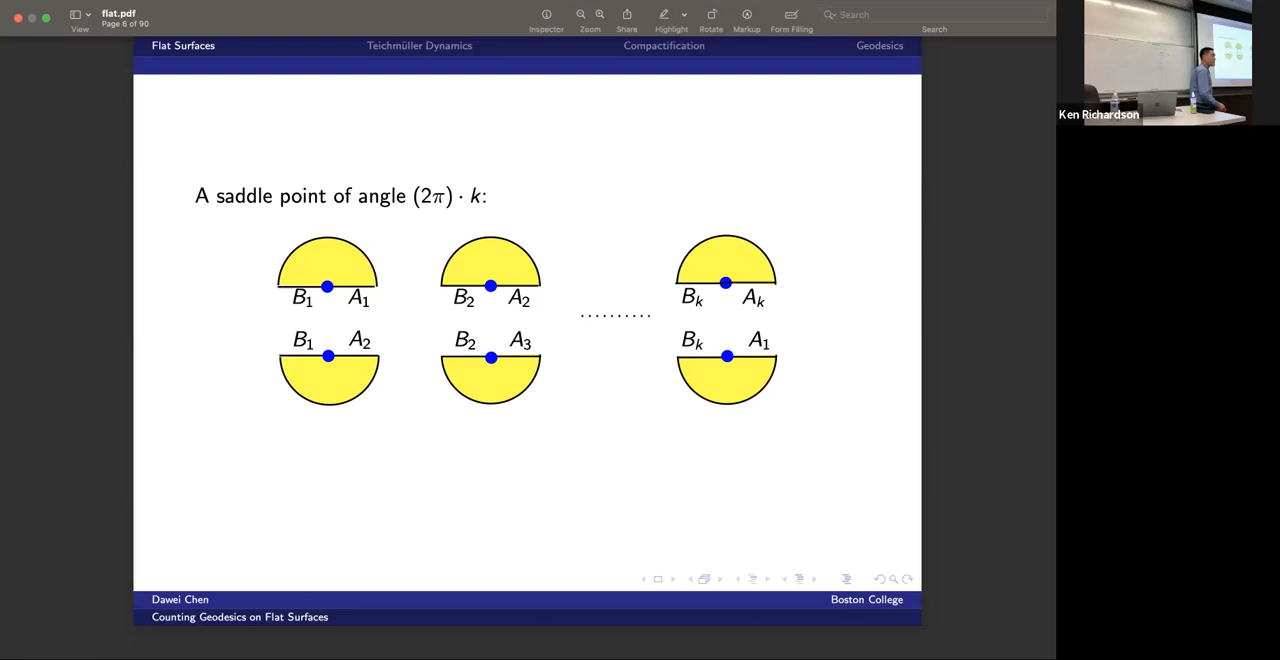 flat.pdf
Page 6 of 90
View
Inspector
Zoom
Share
Highlight
Rotate
Markup
Form Filling
Search
Search
Flat Surfaces
Teichmüller Dynamics
Compactification
Geodesics
A saddle point of angle (2π) · k:
B₁ A₁ B₂ A₂ Bₖ Aₖ
..........
B₁ A₂ B₂ A₃ Bₖ A₁
Dawei Chen
Boston College
Counting Geodesics on Flat Surfaces
Ken Richardson